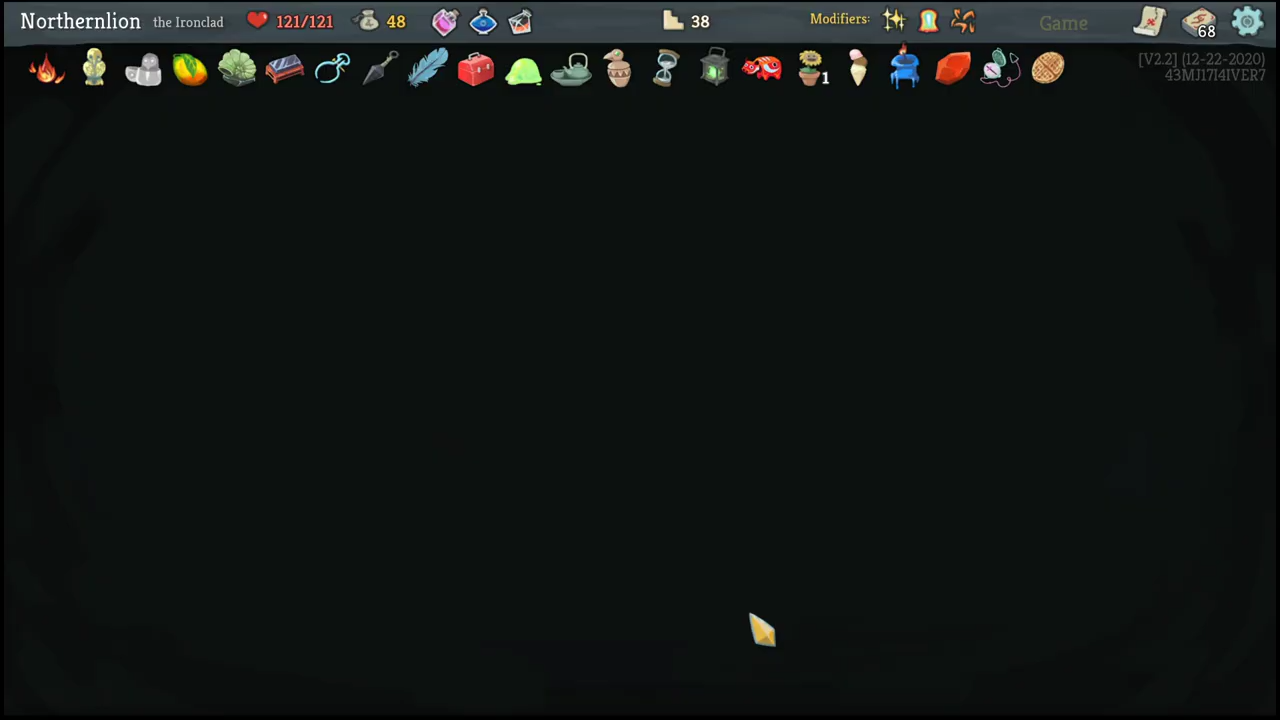 Northernlion the Ironclad 121/121 48 38 Modifiers: Game 68
[V2.2] (12-22-2020)
43MJ17I4IVER7
1